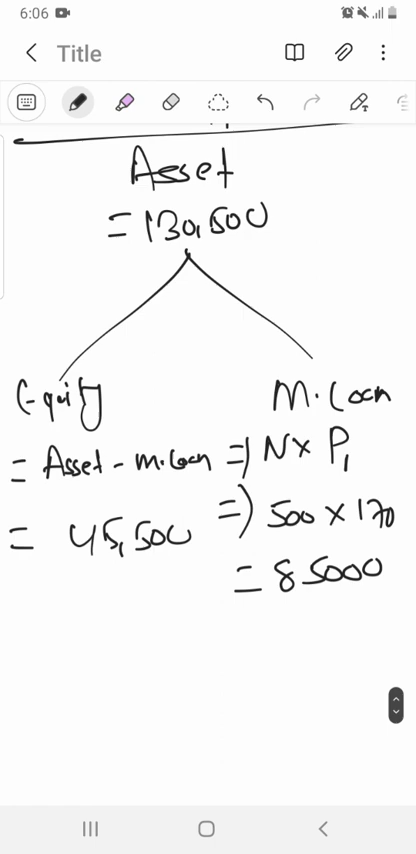 6:06
Title
Asset
= 130,500
Equity
= Asset - M.Loan
= 45,500
M.Loan
=) N x P1
=) 500 x 170
= 85000